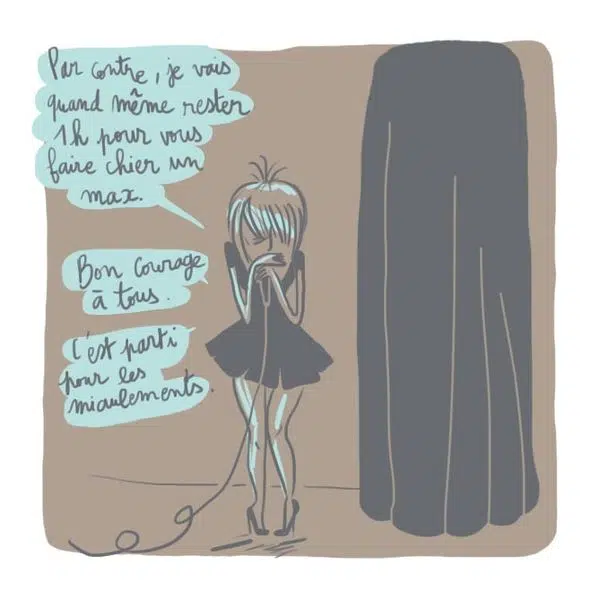 Par contre, je vais
quand même rester
1h pour vous
faire chier un
max.
Bon courage
à tous.
C'est parti
pour les
miaulements.